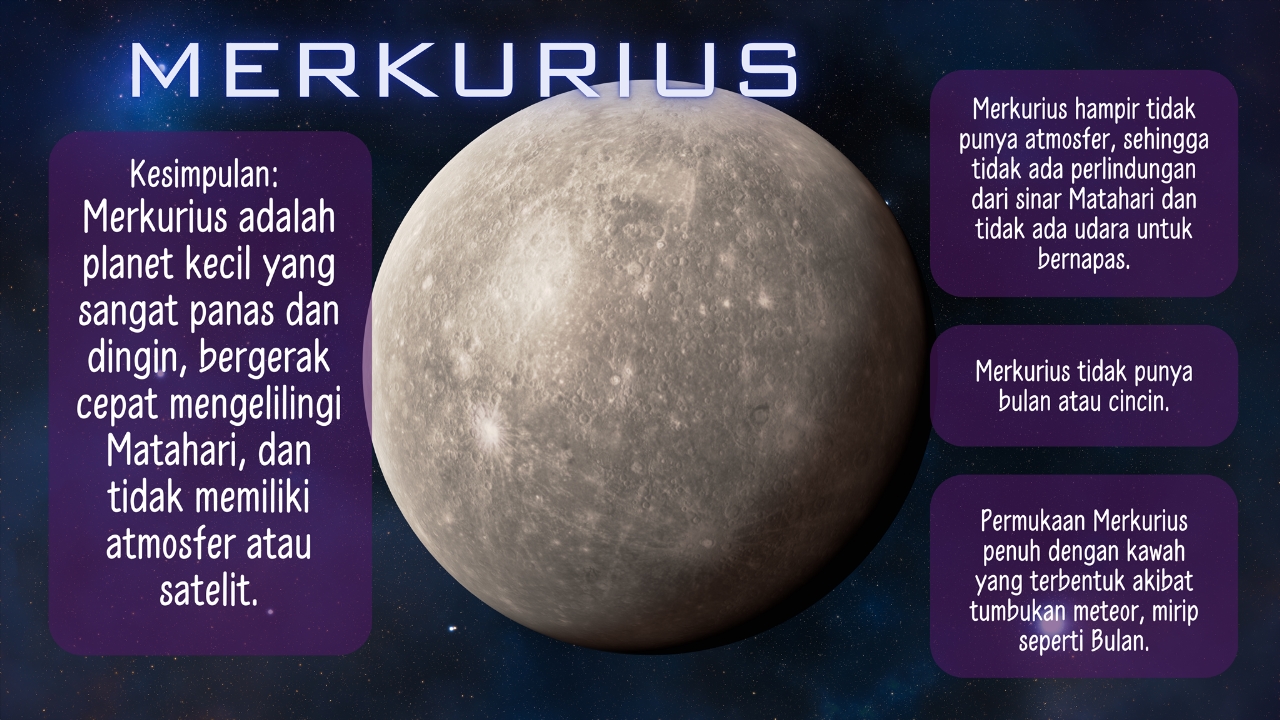 MERKURIUS
Kesimpulan:
Merkurius adalah
planet kecil yang
sangat panas dan
dingin, bergerak
cepat mengelilingi
Matahari, dan
tidak memiliki
atmosfer atau
satelit.
Merkurius hampir tidak
punya atmosfer, sehingga
tidak ada perlindungan
dari sinar Matahari dan
tidak ada udara untuk
bernapas.
Merkurius tidak punya
bulan atau cincin.
Permukaan Merkurius
penuh dengan kawah
yang terbentuk akibat
tumbukan meteor, mirip
seperti Bulan.